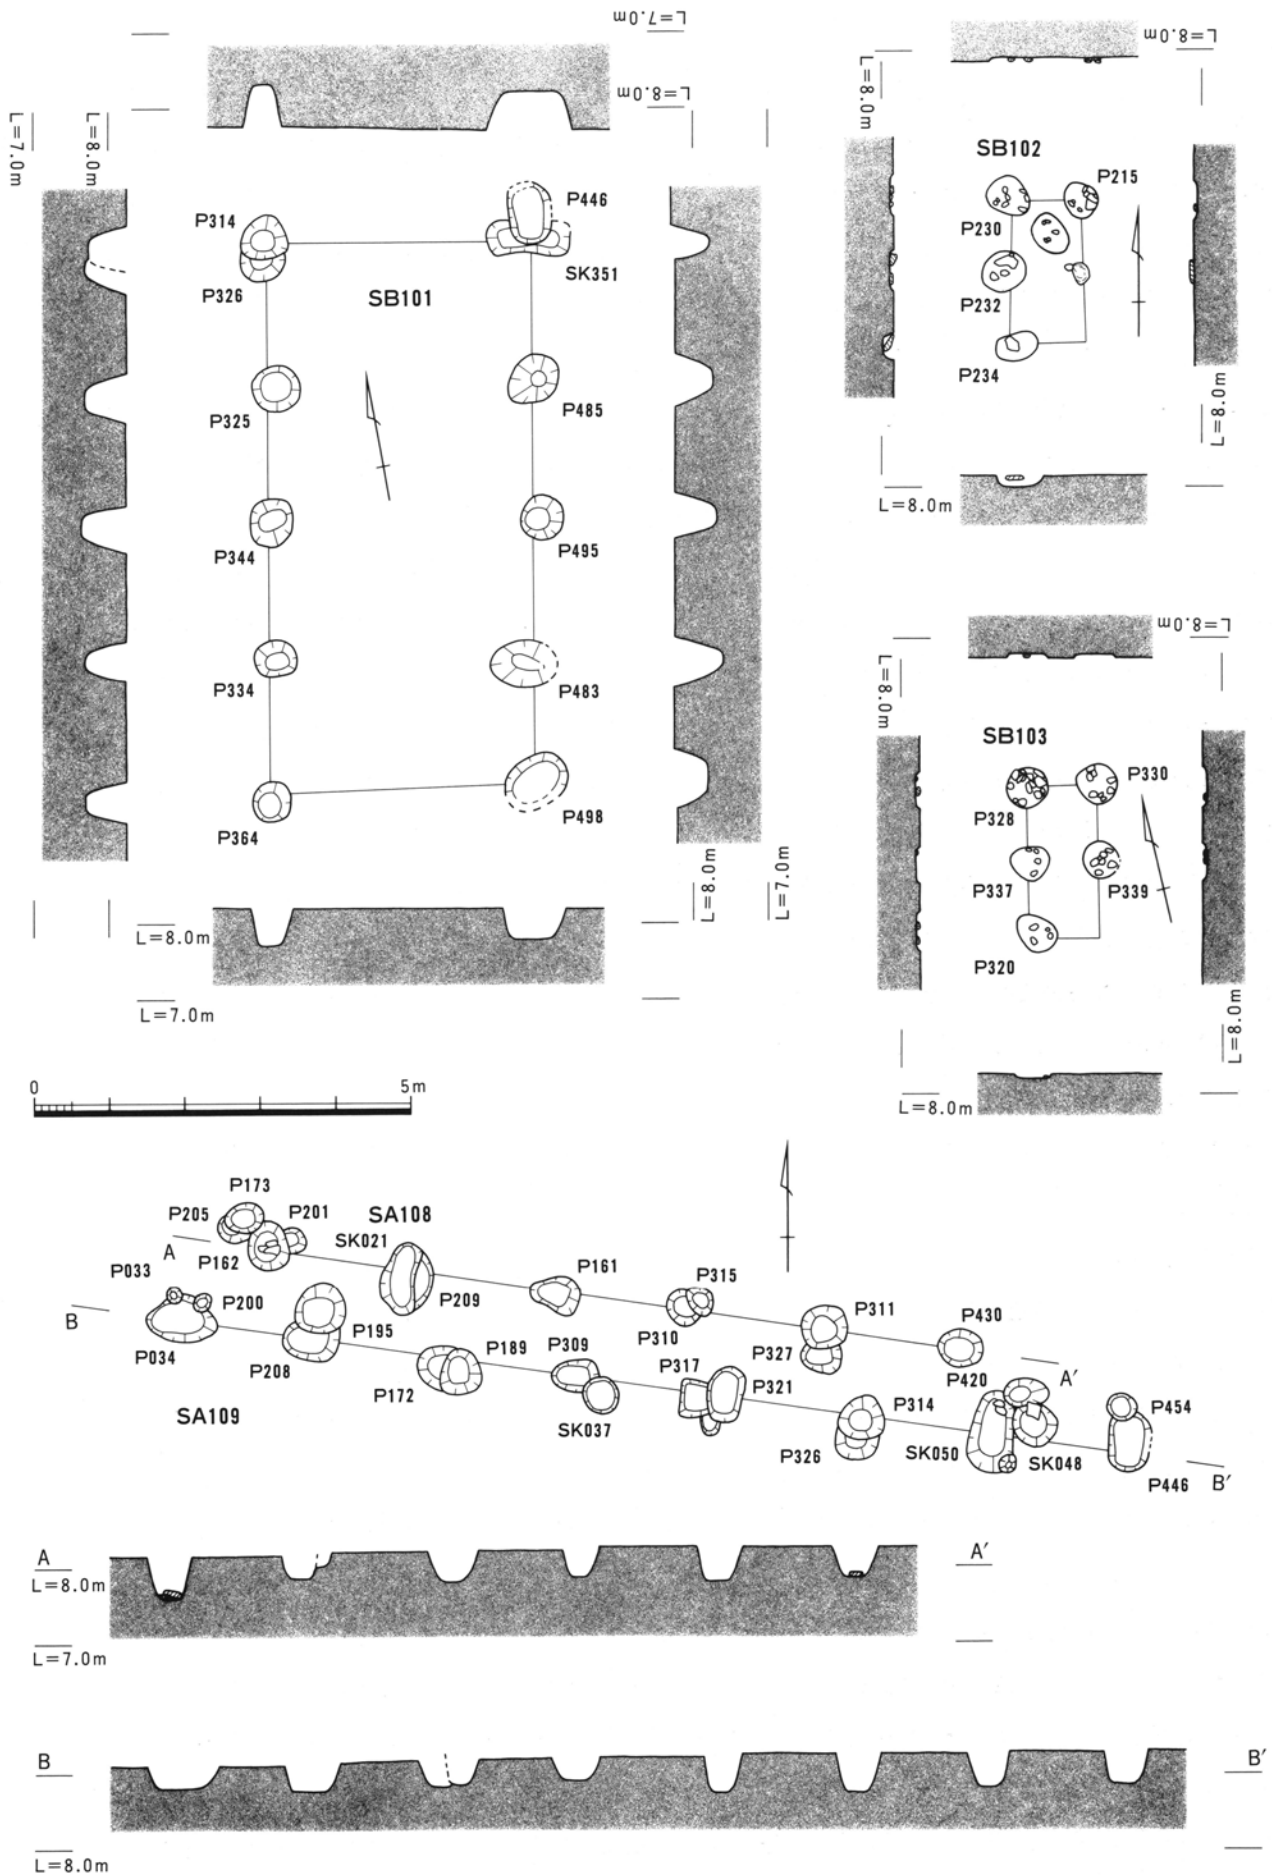 L=7.0m
L=8.0m
L=7.0m
L=8.0m
P314
P326
SB101
P446
SK351
P325
P485
P344
P495
P334
P483
P364
P498
L=8.0m
L=7.0m
L=8.0m
L=7.0m
L=8.0m
L=8.0m
SB102
P215
P230
P232
P234
L=8.0m
L=8.0m
L=8.0m
L=8.0m
SB103
P330
P328
P337
P339
P320
L=8.0m
L=8.0m
0 5m
P173
P205
P201
SA108
SK021
A
P162
P033
P200
P209
P161
P315
P311
P430
B
P034
P195
P208
P310
P327
P189
P309
P317
P420
A′
SA109
P172
SK037
P321
P314
P326
SK050
SK048
P454
P446
B′
A
A′
L=8.0m
L=7.0m
B
B′
L=8.0m